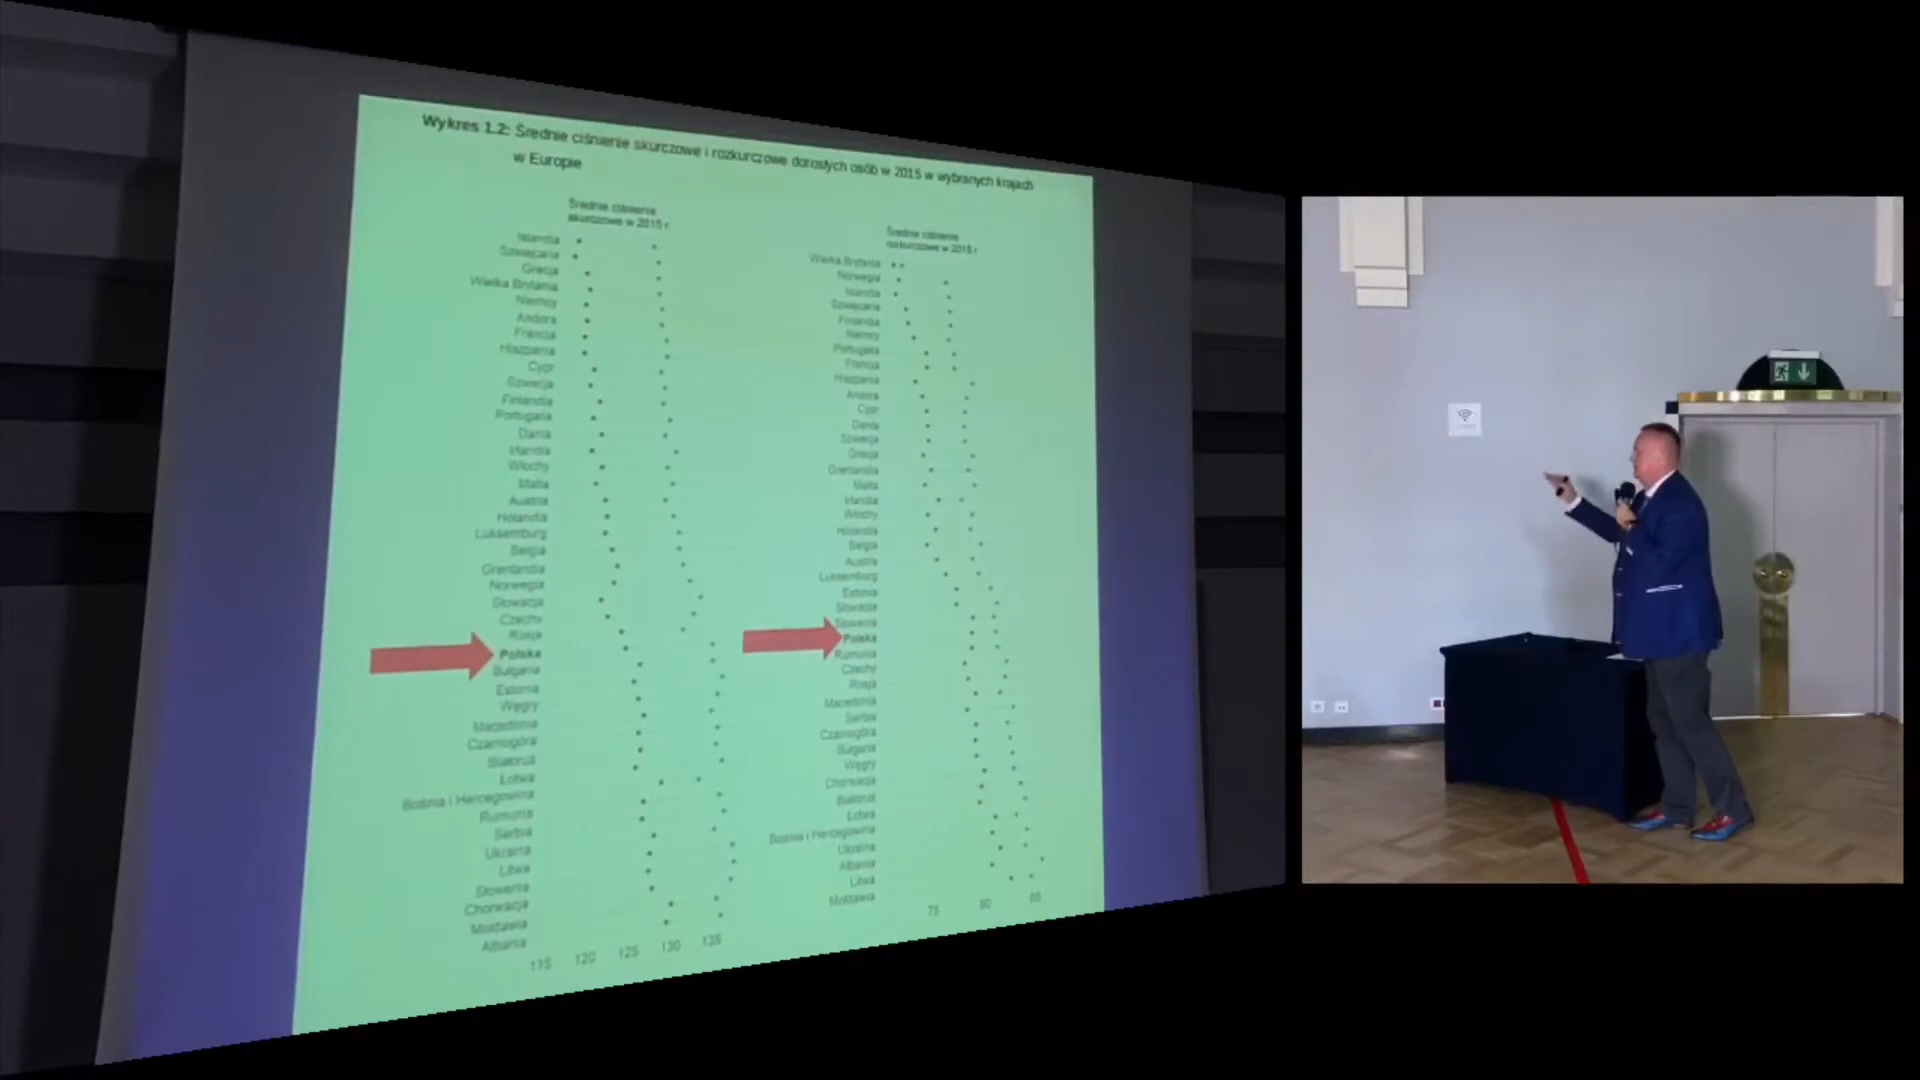 Wykres 1.2: Średnie ciśnienie skurczowe i rozkurczowe dorosłych osób w 2015 w wybranych krajach
w Europie
Średnie ciśnienie
skurczowe w 2015 r
Islandia
Szwajcaria
Grecja
Wielka Brytania
Niemcy
Andora
Francja
Hiszpania
Cypr
Szwecja
Finlandia
Portugalia
Dania
Irlandia
Włochy
Malta
Austria
Holandia
Luksemburg
Belgia
Grenlandia
Norwegia
Słowacja
Czechy
Rosja
Polska
Bułgaria
Estonia
Węgry
Macedonia
Czarnogóra
Białoruś
Łotwa
Bośnia i Hercegowina
Rumunia
Serbia
Ukraina
Litwa
Słowenia
Chorwacja
Mołdawia
Albania
115 120 125 130 135
Średnie ciśnienie
rozkurczowe w 2015 r
Wielka Brytania
Norwegia
Islandia
Szwajcaria
Finlandia
Niemcy
Portugalia
Francja
Hiszpania
Andora
Cypr
Dania
Szwecja
Grecja
Grenlandia
Malta
Irlandia
Włochy
Holandia
Belgia
Austria
Luksemburg
Estonia
Słowacja
Słowenia
Polska
Rumunia
Czechy
Rosja
Macedonia
Serbia
Czarnogóra
Bułgaria
Węgry
Chorwacja
Białoruś
Łotwa
Bośnia i Hercegowina
Ukraina
Albania
Litwa
Mołdawia
75 80 85